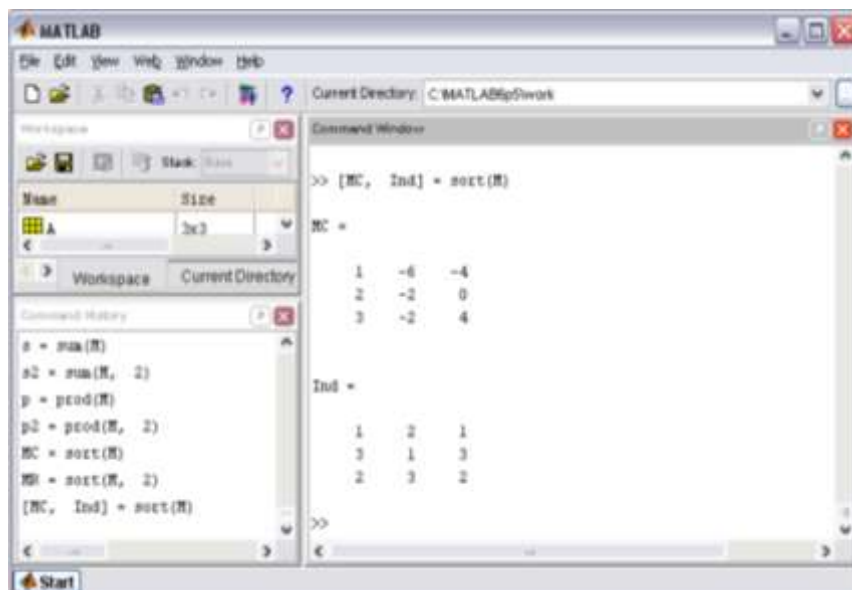 MATLAB
File Edit View Web Window Help
? Current Directory: C:\MATLAB6p5\work
Workspace
Stack: Base
Name Size
A 3x3
Workspace Current Directory
Command History
s = sum(M)
s2 = sum(M, 2)
p = prod(M)
p2 = prod(M, 2)
MC = sort(M)
MR = sort(M, 2)
[MC, Ind] = sort(M)
Command Window
>> [MC, Ind] = sort(M)
MC =
1 -6 -4
2 -2 0
3 -2 4
Ind =
1 2 1
3 1 3
2 3 2
>>
Start